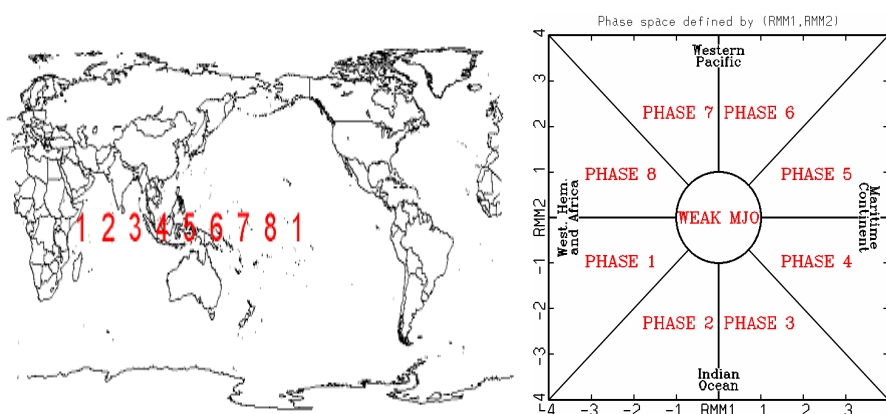 1 2 3 4 5 6 7 8 1
Phase space defined by (RMM1,RMM2)
4
3
2
1
0
−1
−2
−3
−4
RMM2
Western
Pacific
PHASE 7 PHASE 6
PHASE 8 PHASE 5
West. Hem.
and Africa
WEAK MJO
Maritime
Continent
PHASE 1 PHASE 4
PHASE 2 PHASE 3
Indian
Ocean
−4 −3 −2 −1 RMM1 1 2 3 4